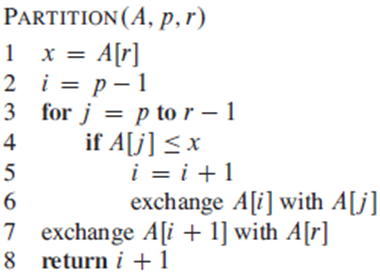 PARTITION(A, p, r)
1 x = A[r]
2 i = p − 1
3 for j = p to r − 1
4 if A[j] ≤ x
5 i = i + 1
6 exchange A[i] with A[j]
7 exchange A[i + 1] with A[r]
8 return i + 1